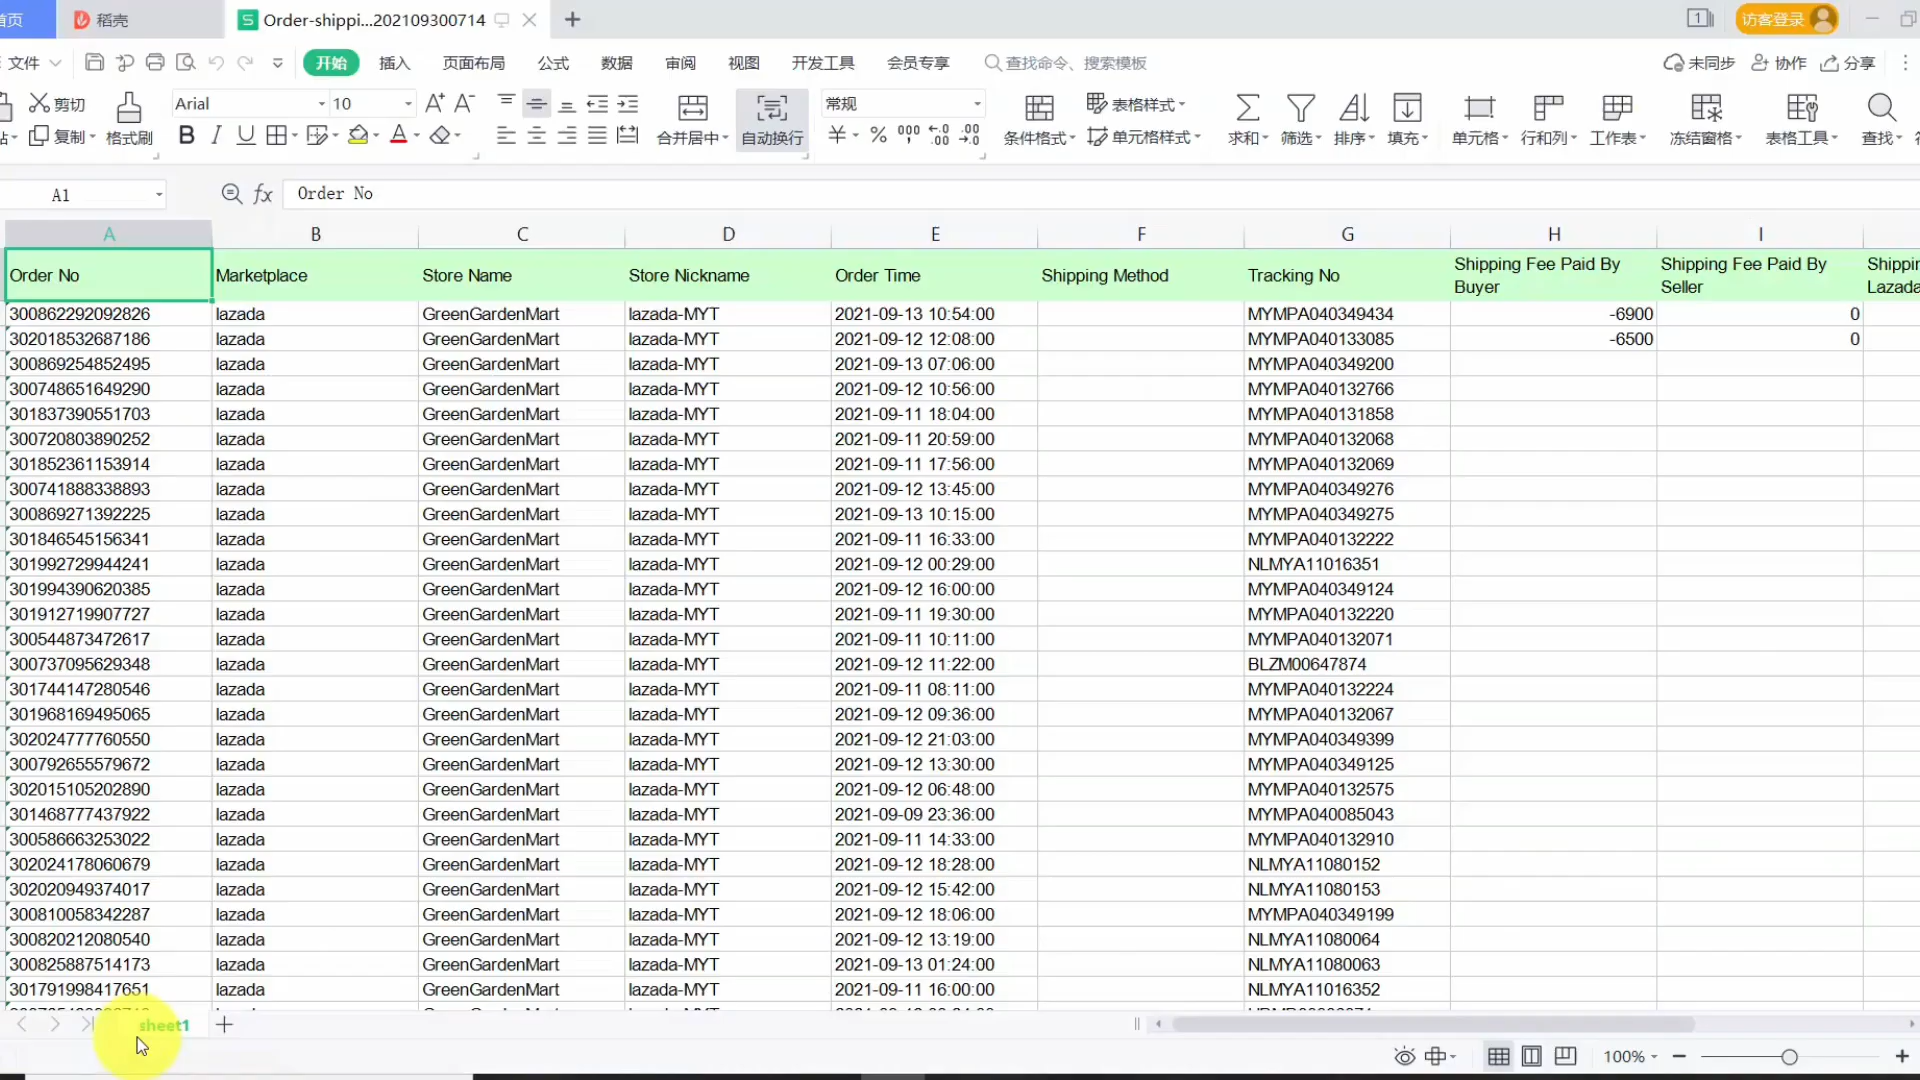 首页 稻壳 Order-shippi...202109300714
访客登录
文件 开始 插入 页面布局 公式 数据 审阅 视图 开发工具 会员专享 查找命令、搜索模板 未同步 协作 分享
剪切 复制 格式刷 Arial 10 合并居中 自动换行 常规 条件格式 表格样式 单元格样式 求和 筛选 排序 填充 单元格 行和列 工作表 冻结窗格 表格工具 查找
A1 fx Order No
A B C D E F G H I
Order No Marketplace Store Name Store Nickname Order Time Shipping Method Tracking No Shipping Fee Paid By Buyer Shipping Fee Paid By Seller
300862292092826 lazada GreenGardenMart lazada-MYT 2021-09-13 10:54:00 MYMPA040349434 -6900 0
302018532687186 lazada GreenGardenMart lazada-MYT 2021-09-12 12:08:00 MYMPA040133085 -6500 0
300869254852495 lazada GreenGardenMart lazada-MYT 2021-09-13 07:06:00 MYMPA040349200
300748651649290 lazada GreenGardenMart lazada-MYT 2021-09-12 10:56:00 MYMPA040132766
301837390551703 lazada GreenGardenMart lazada-MYT 2021-09-11 18:04:00 MYMPA040131858
300720803890252 lazada GreenGardenMart lazada-MYT 2021-09-11 20:59:00 MYMPA040132068
301852361153914 lazada GreenGardenMart lazada-MYT 2021-09-11 17:56:00 MYMPA040132069
300741888338893 lazada GreenGardenMart lazada-MYT 2021-09-12 13:45:00 MYMPA040349276
300869271392225 lazada GreenGardenMart lazada-MYT 2021-09-13 10:15:00 MYMPA040349275
301846545156341 lazada GreenGardenMart lazada-MYT 2021-09-11 16:33:00 MYMPA040132222
301992729944241 lazada GreenGardenMart lazada-MYT 2021-09-12 00:29:00 NLMYA11016351
301994390620385 lazada GreenGardenMart lazada-MYT 2021-09-12 16:00:00 MYMPA040349124
301912719907727 lazada GreenGardenMart lazada-MYT 2021-09-11 19:30:00 MYMPA040132220
300544873472617 lazada GreenGardenMart lazada-MYT 2021-09-11 10:11:00 MYMPA040132071
300737095629348 lazada GreenGardenMart lazada-MYT 2021-09-12 11:22:00 BLZM00647874
301744147280546 lazada GreenGardenMart lazada-MYT 2021-09-11 08:11:00 MYMPA040132224
301968169495065 lazada GreenGardenMart lazada-MYT 2021-09-12 09:36:00 MYMPA040132067
302024777760550 lazada GreenGardenMart lazada-MYT 2021-09-12 21:03:00 MYMPA040349399
300792655579672 lazada GreenGardenMart lazada-MYT 2021-09-12 13:30:00 MYMPA040349125
302015105202890 lazada GreenGardenMart lazada-MYT 2021-09-12 06:48:00 MYMPA040132575
301468777437922 lazada GreenGardenMart lazada-MYT 2021-09-09 23:36:00 MYMPA040085043
300586663253022 lazada GreenGardenMart lazada-MYT 2021-09-11 14:33:00 MYMPA040132910
302024178060679 lazada GreenGardenMart lazada-MYT 2021-09-12 18:28:00 NLMYA11080152
302020949374017 lazada GreenGardenMart lazada-MYT 2021-09-12 15:42:00 NLMYA11080153
300810058342287 lazada GreenGardenMart lazada-MYT 2021-09-12 18:06:00 MYMPA040349199
300820212080540 lazada GreenGardenMart lazada-MYT 2021-09-12 13:19:00 NLMYA11080064
300825887514173 lazada GreenGardenMart lazada-MYT 2021-09-13 01:24:00 NLMYA11080063
301791998417651 lazada GreenGardenMart lazada-MYT 2021-09-11 16:00:00 NLMYA11016352
sheet1
100%